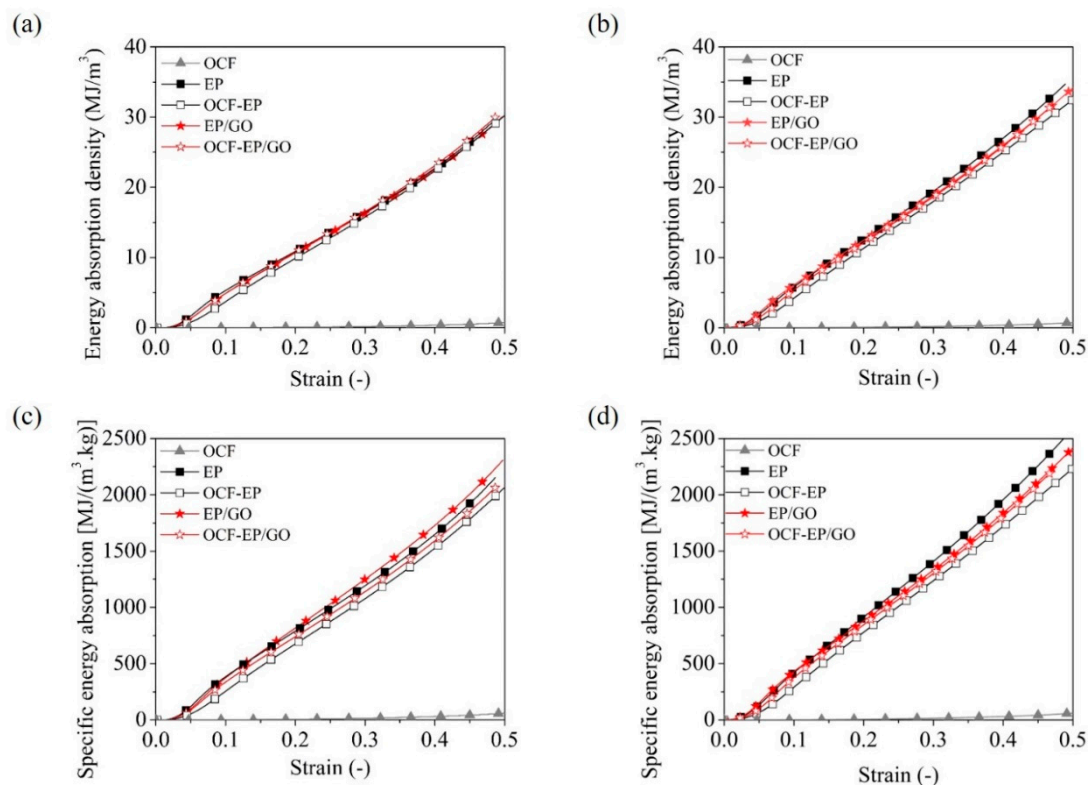 (a)
Energy absorption density (MJ/m³)
40
30
20
10
0
OCF
EP
OCF-EP
EP/GO
OCF-EP/GO
0.0 0.1 0.2 0.3 0.4 0.5
Strain (-)
(b)
Energy absorption density (MJ/m³)
40
30
20
10
0
OCF
EP
OCF-EP
EP/GO
OCF-EP/GO
0.0 0.1 0.2 0.3 0.4 0.5
Strain (-)
(c)
Specific energy absorption [MJ/(m³.kg)]
2500
2000
1500
1000
500
0
OCF
EP
OCF-EP
EP/GO
OCF-EP/GO
0.0 0.1 0.2 0.3 0.4 0.5
Strain (-)
(d)
Specific energy absorption [MJ/(m³.kg)]
2500
2000
1500
1000
500
0
OCF
EP
OCF-EP
EP/GO
OCF-EP/GO
0.0 0.1 0.2 0.3 0.4 0.5
Strain (-)